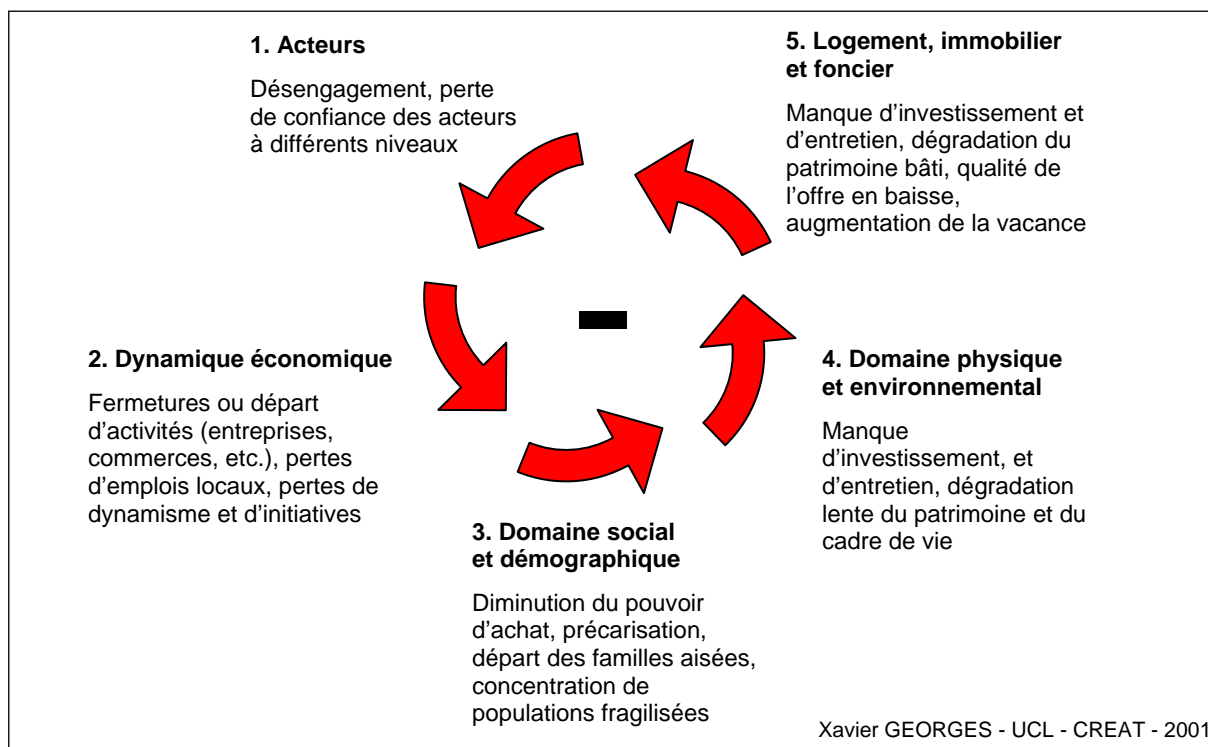 1. Acteurs
Désengagement, perte
de confiance des acteurs
à différents niveaux
2. Dynamique économique
Fermetures ou départ
d'activités (entreprises,
commerces, etc.), pertes
d'emplois locaux, pertes de
dynamisme et d'initiatives
3. Domaine social
et démographique
Diminution du pouvoir
d'achat, précarisation,
départ des familles aisées,
concentration de
populations fragilisées
4. Domaine physique
et environnemental
Manque
d'investissement, et
d'entretien, dégradation
lente du patrimoine et du
cadre de vie
5. Logement, immobilier
et foncier
Manque d'investissement et
d'entretien, dégradation du
patrimoine bâti, qualité de
l'offre en baisse,
augmentation de la vacance
Xavier GEORGES - UCL - CREAT - 2001